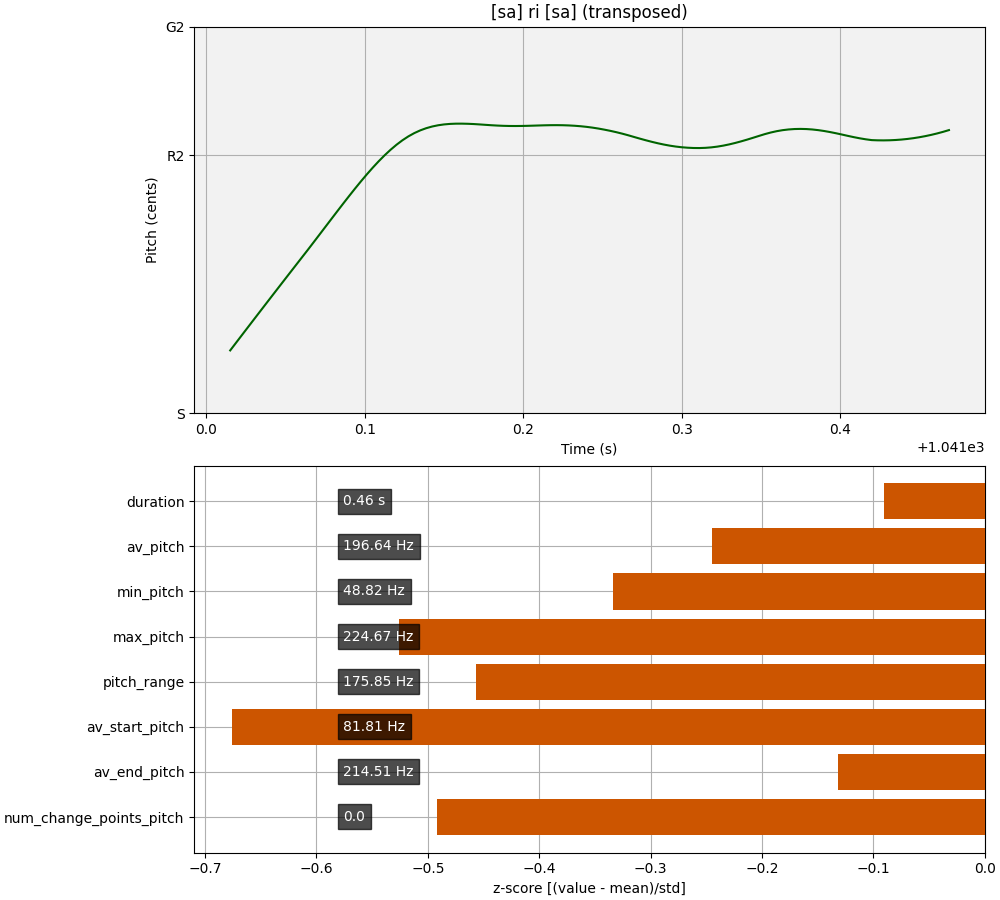 [sa] ri [sa] (transposed)
G2
R2
S
Pitch (cents)
0.0 0.1 0.2 0.3 0.4
Time (s)
+1.041e3
duration 0.46 s
av_pitch 196.64 Hz
min_pitch 48.82 Hz
max_pitch 224.67 Hz
pitch_range 175.85 Hz
av_start_pitch 81.81 Hz
av_end_pitch 214.51 Hz
num_change_points_pitch 0.0
−0.7 −0.6 −0.5 −0.4 −0.3 −0.2 −0.1 0.0
z-score [(value - mean)/std]